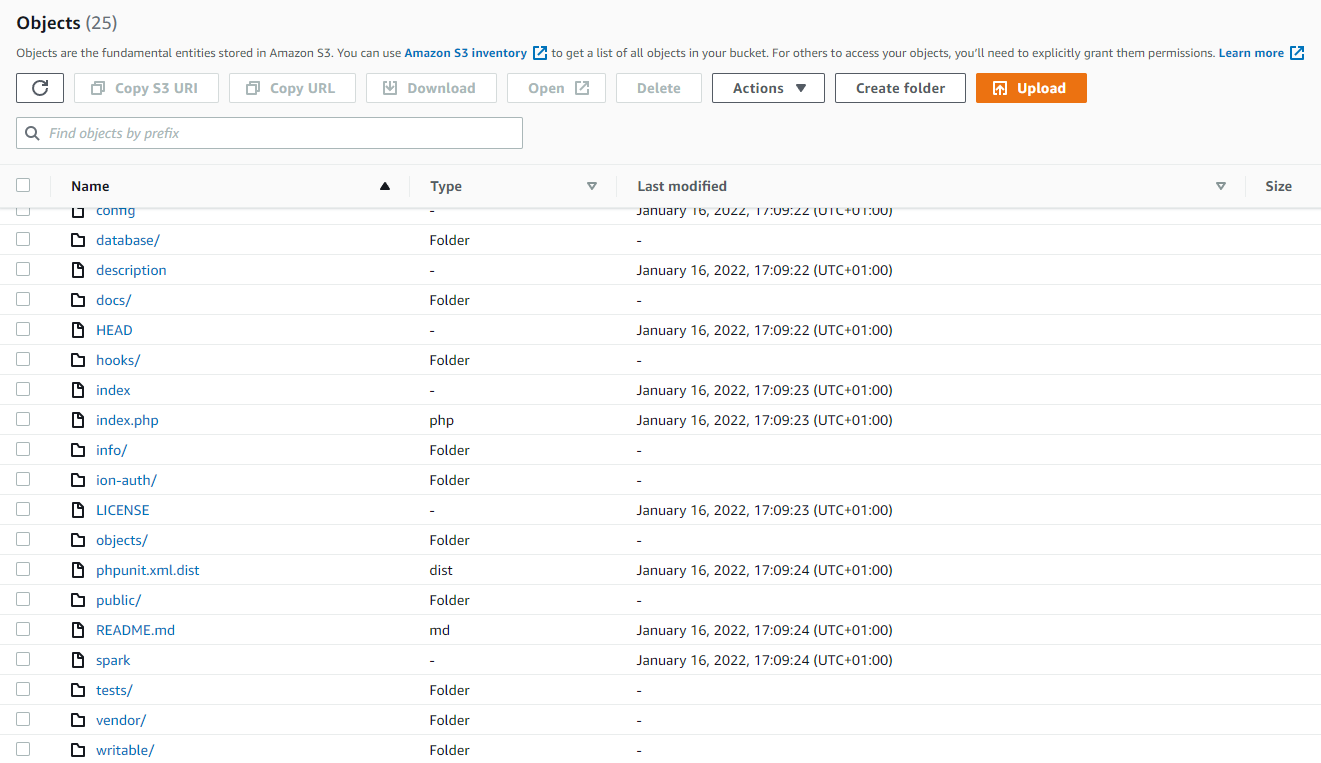 Objects (25)
Objects are the fundamental entities stored in Amazon S3. You can use Amazon S3 inventory to get a list of all objects in your bucket. For others to access your objects, you'll need to explicitly grant them permissions. Learn more
Copy S3 URI Copy URL Download Open Delete Actions Create folder Upload
Find objects by prefix
Name Type Last modified Size
config - January 16, 2022, 17:09:22 (UTC+01:00)
database/ Folder -
description - January 16, 2022, 17:09:22 (UTC+01:00)
docs/ Folder -
HEAD - January 16, 2022, 17:09:22 (UTC+01:00)
hooks/ Folder -
index - January 16, 2022, 17:09:23 (UTC+01:00)
index.php php January 16, 2022, 17:09:23 (UTC+01:00)
info/ Folder -
ion-auth/ Folder -
LICENSE - January 16, 2022, 17:09:23 (UTC+01:00)
objects/ Folder -
phpunit.xml.dist dist January 16, 2022, 17:09:24 (UTC+01:00)
public/ Folder -
README.md md January 16, 2022, 17:09:24 (UTC+01:00)
spark - January 16, 2022, 17:09:24 (UTC+01:00)
tests/ Folder -
vendor/ Folder -
writable/ Folder -